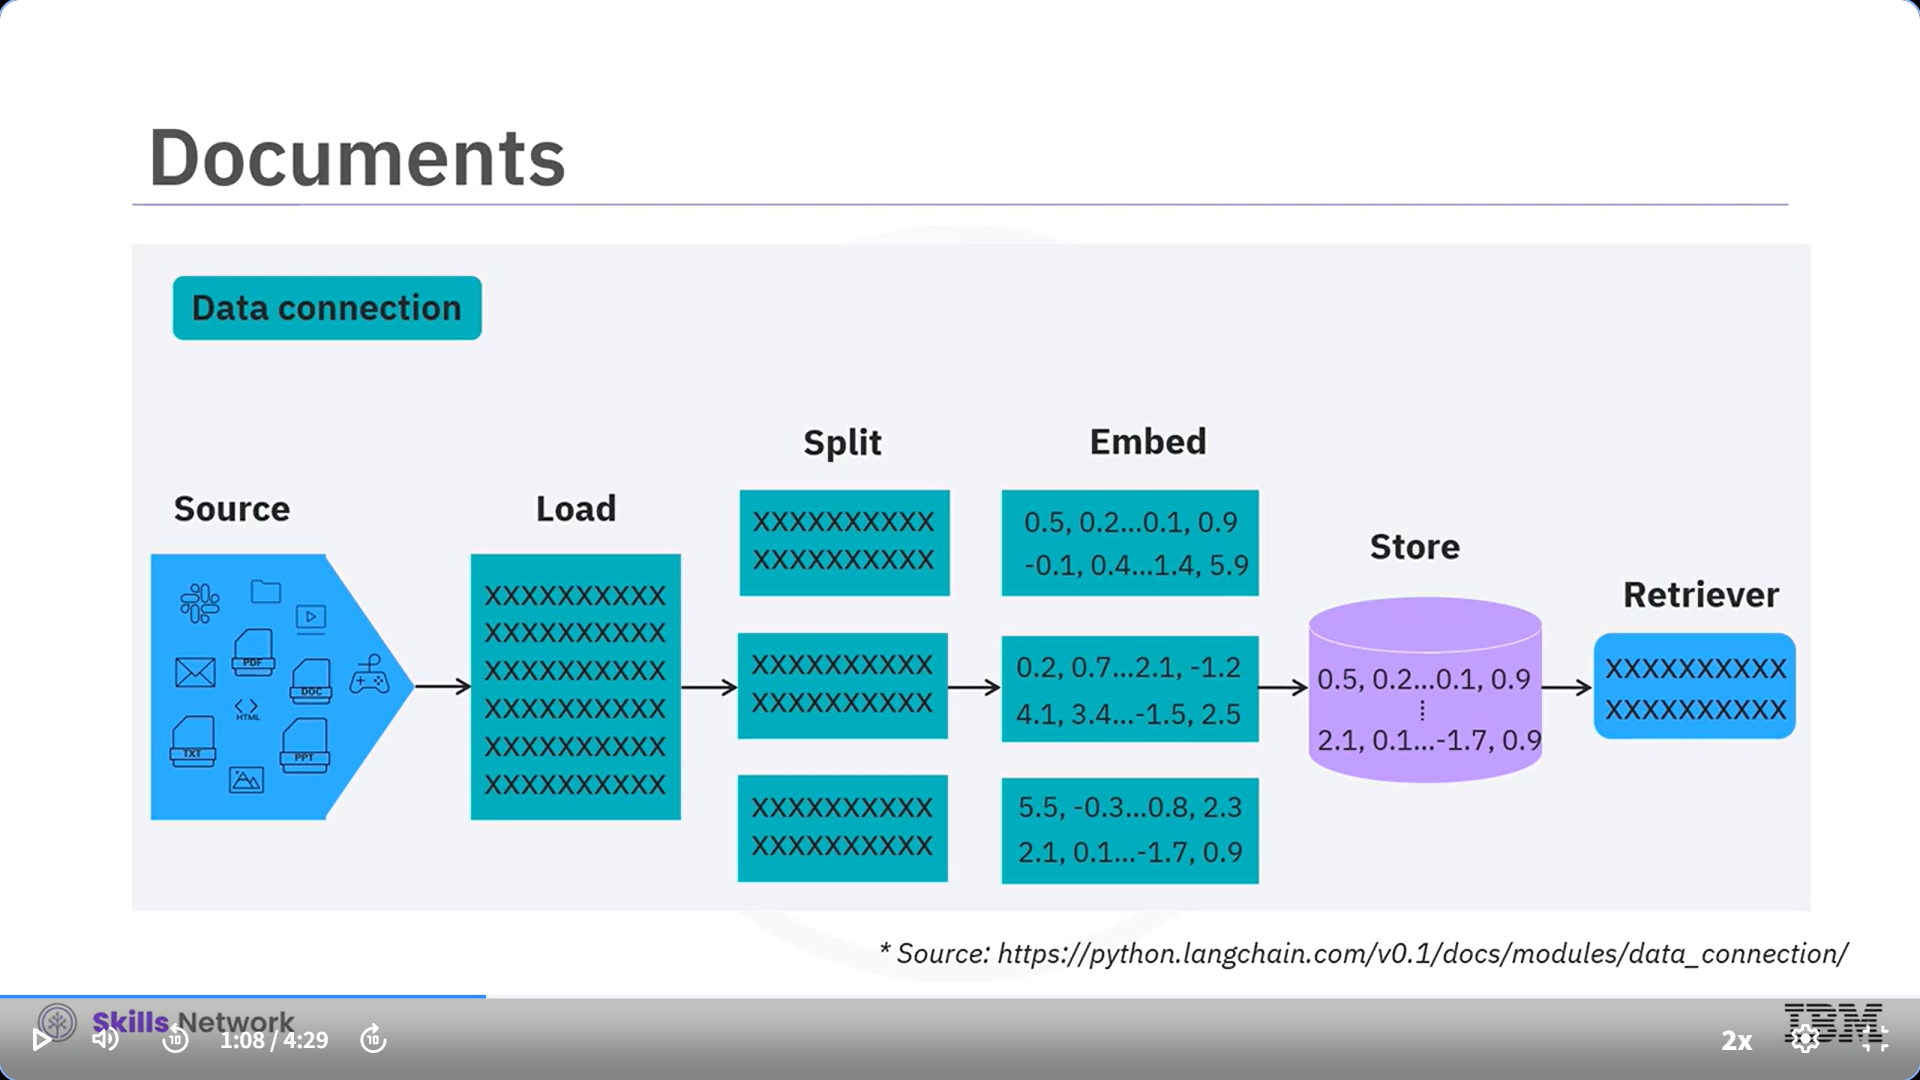 Documents
Data connection
Source
PDF
DOC
HTML
TXT
PPT
Load
XXXXXXXXXX
XXXXXXXXXX
XXXXXXXXXX
XXXXXXXXXX
XXXXXXXXXX
XXXXXXXXXX
Split
XXXXXXXXXX
XXXXXXXXXX
XXXXXXXXXX
XXXXXXXXXX
XXXXXXXXXX
XXXXXXXXXX
Embed
0.5, 0.2...0.1, 0.9
-0.1, 0.4...1.4, 5.9
0.2, 0.7...2.1, -1.2
4.1, 3.4...-1.5, 2.5
5.5, -0.3...0.8, 2.3
2.1, 0.1...-1.7, 0.9
Store
0.5, 0.2...0.1, 0.9
2.1, 0.1...-1.7, 0.9
Retriever
XXXXXXXXXX
XXXXXXXXXX
* Source: https://python.langchain.com/v0.1/docs/modules/data_connection/
Skills Network
IBM
10
1:08 / 4:29
10
2x